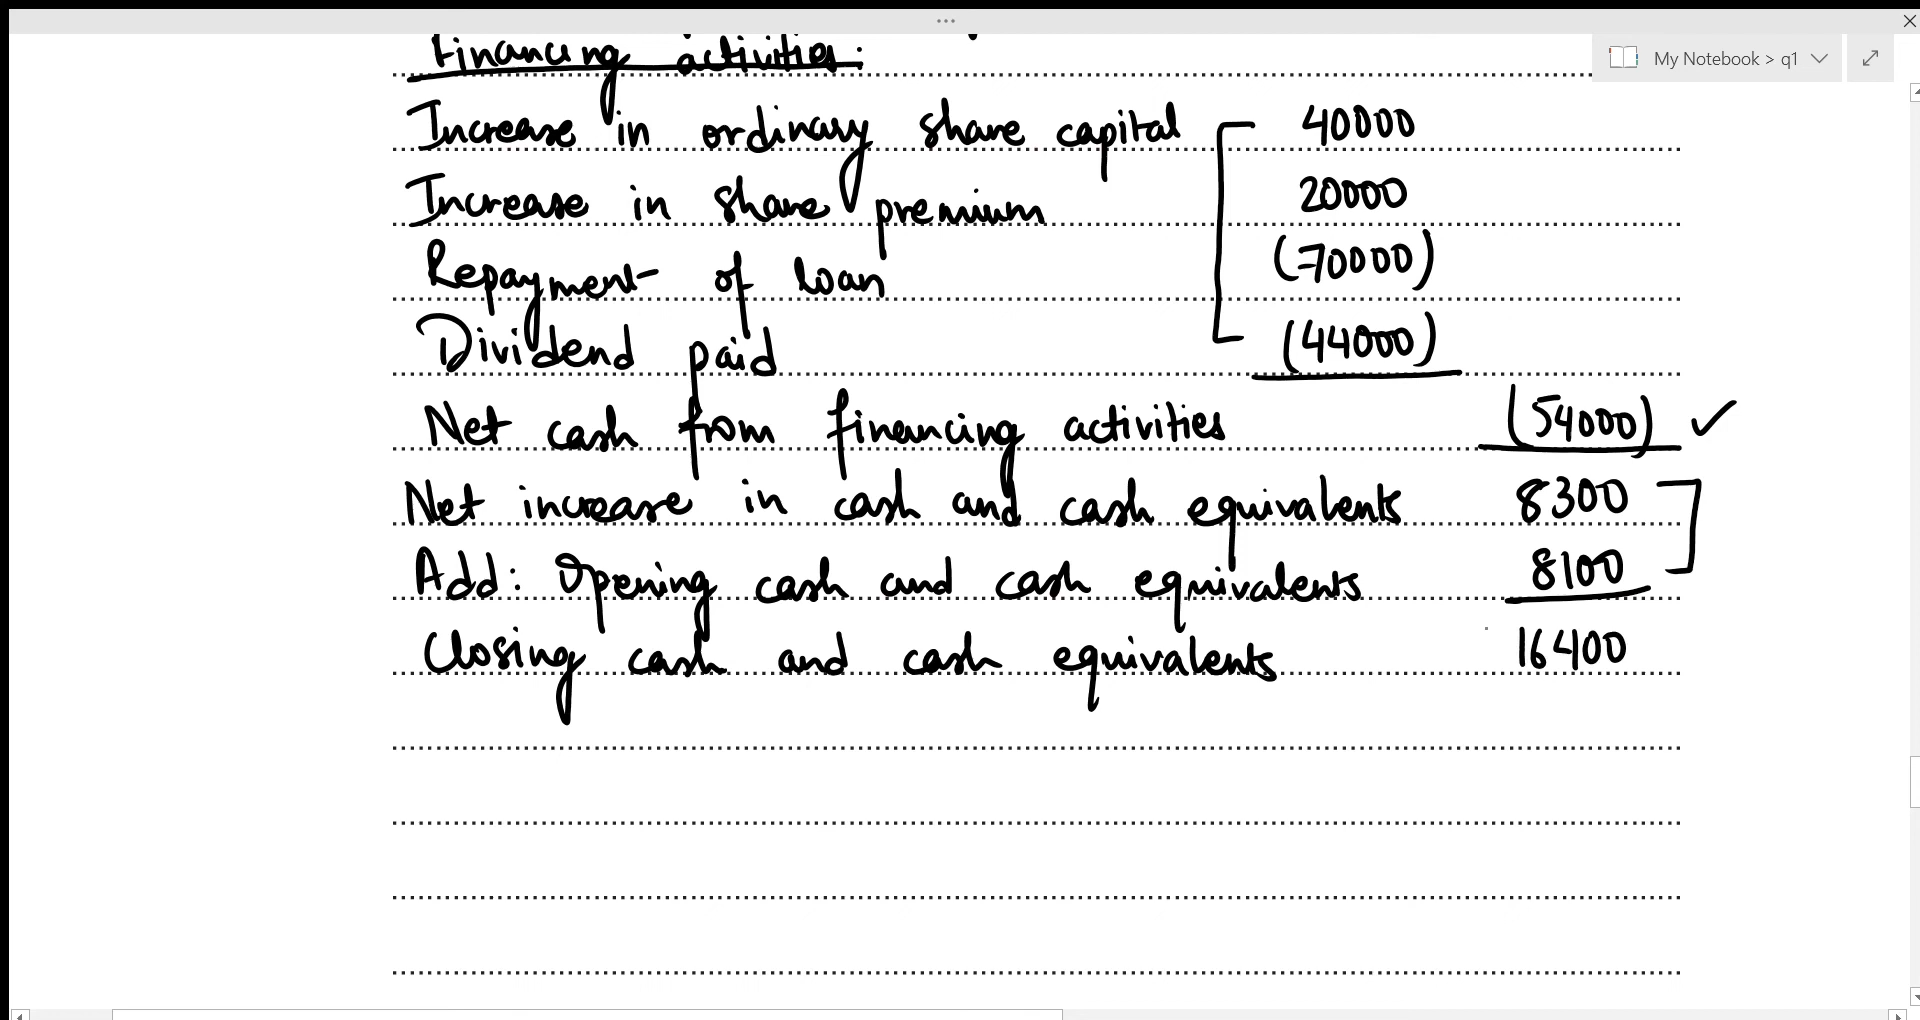 My Notebook > q1
Financing activities:
Increase in ordinary share capital 40000
Increase in share premium 20000
Repayment of loan (70000)
Dividend paid (44000)
Net cash from financing activities (54000) ✓
Net increase in cash and cash equivalents 8300
Add: Opening cash and cash equivalents 8100
Closing cash and cash equivalents 16400